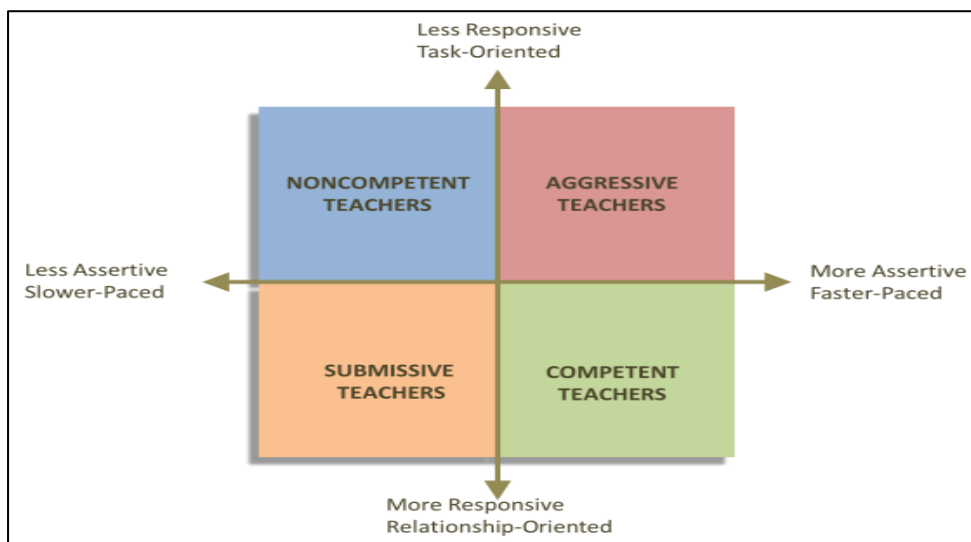 Less Responsive
Task-Oriented
NONCOMPETENT
TEACHERS
AGGRESSIVE
TEACHERS
Less Assertive
Slower-Paced
More Assertive
Faster-Paced
SUBMISSIVE
TEACHERS
COMPETENT
TEACHERS
More Responsive
Relationship-Oriented